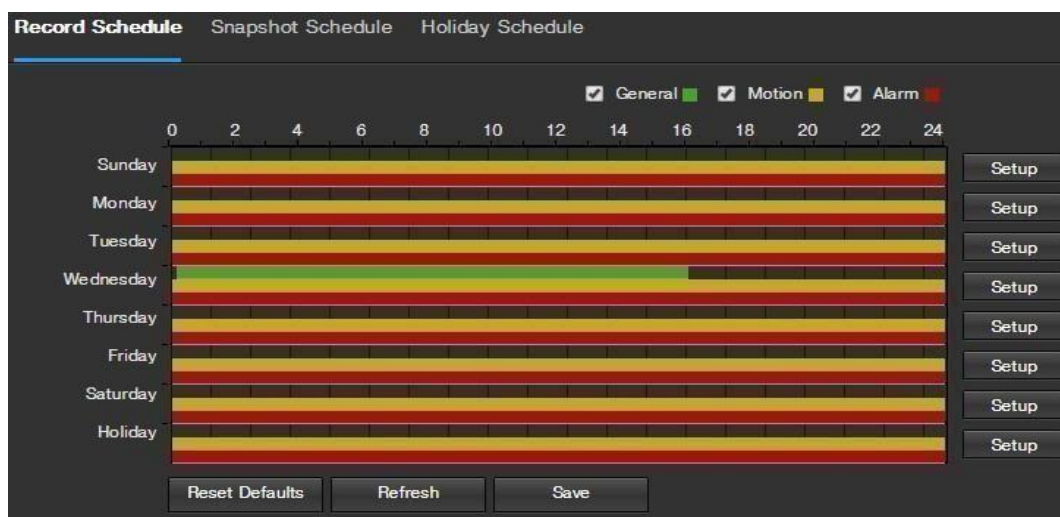 Record Schedule Snapshot Schedule Holiday Schedule
General Motion Alarm
0 2 4 6 8 10 12 14 16 18 20 22 24
Sunday Setup
Monday Setup
Tuesday Setup
Wednesday Setup
Thursday Setup
Friday Setup
Saturday Setup
Holiday Setup
Reset Defaults Refresh Save